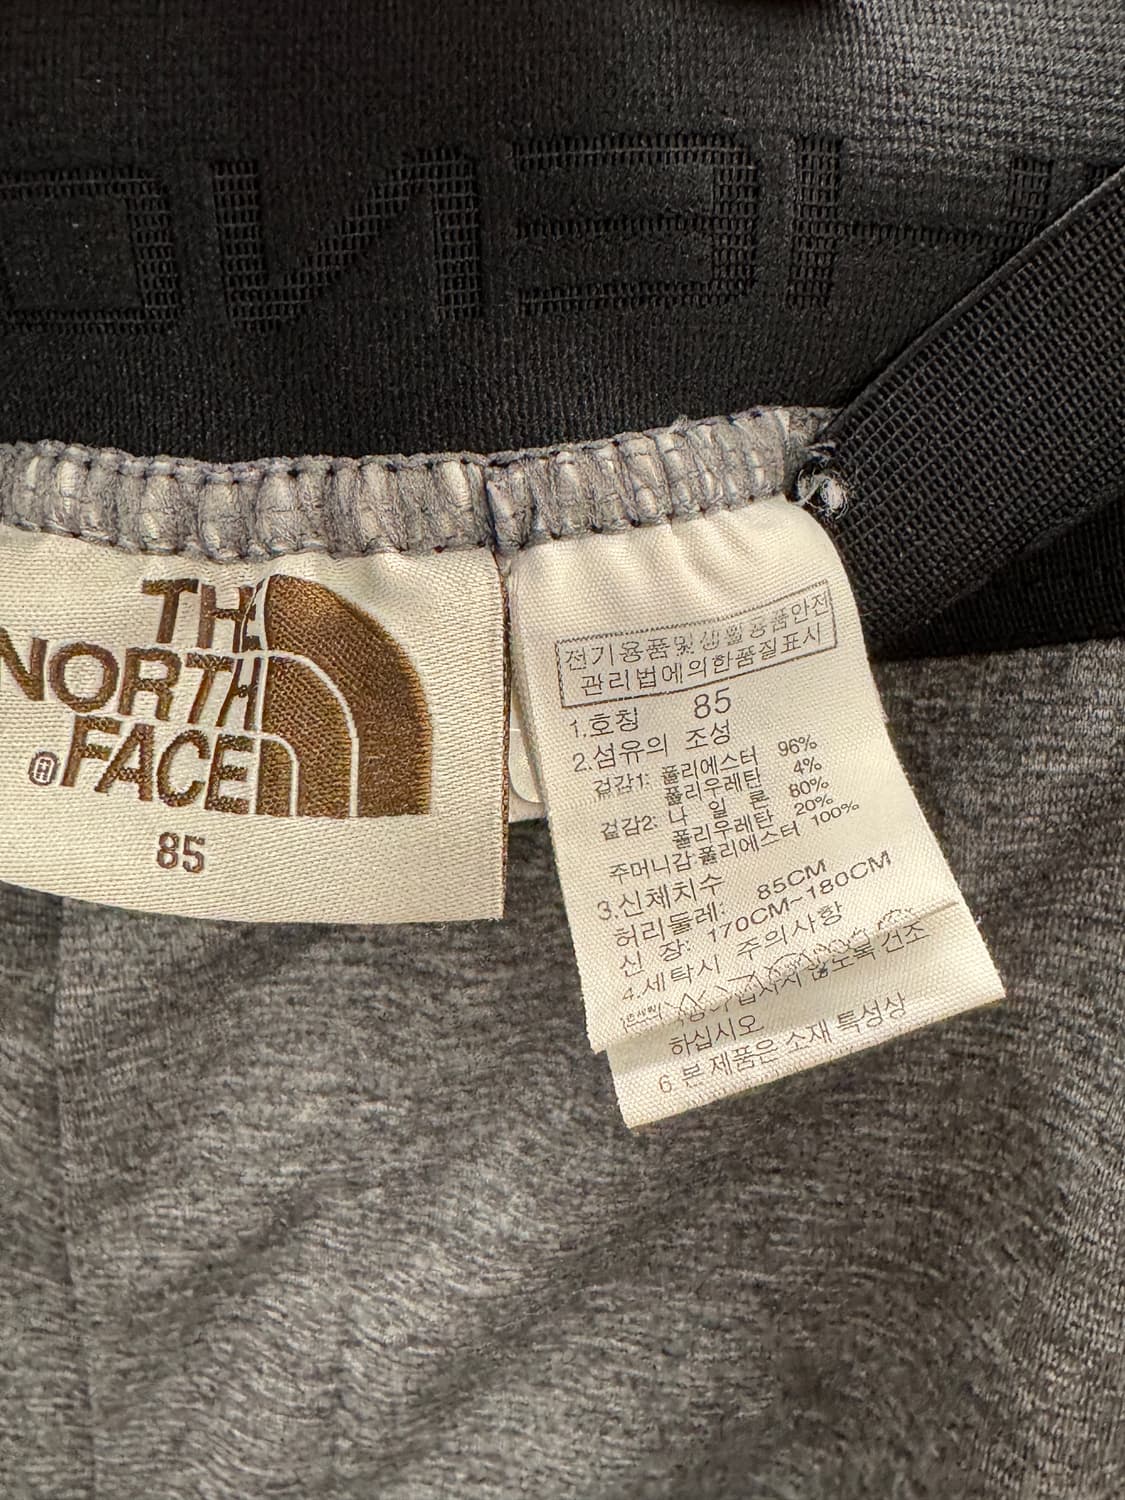 THE
NORTH
FACE
®
85
전기용품및생활용품안전
관리법에의한품질표시
1.호칭 85
2.섬유의 조성
겉감1: 폴리에스터 96%
폴리우레탄 4%
겉감2: 나 일 론 80%
폴리우레탄 20%
주머니감 폴리에스터 100%
3.신체치수
허리둘레: 85CM
신 장: 170CM~180CM
4.세탁시 주의사항
않도록 건조
하십시오
6 본 제품은 소재 특성상